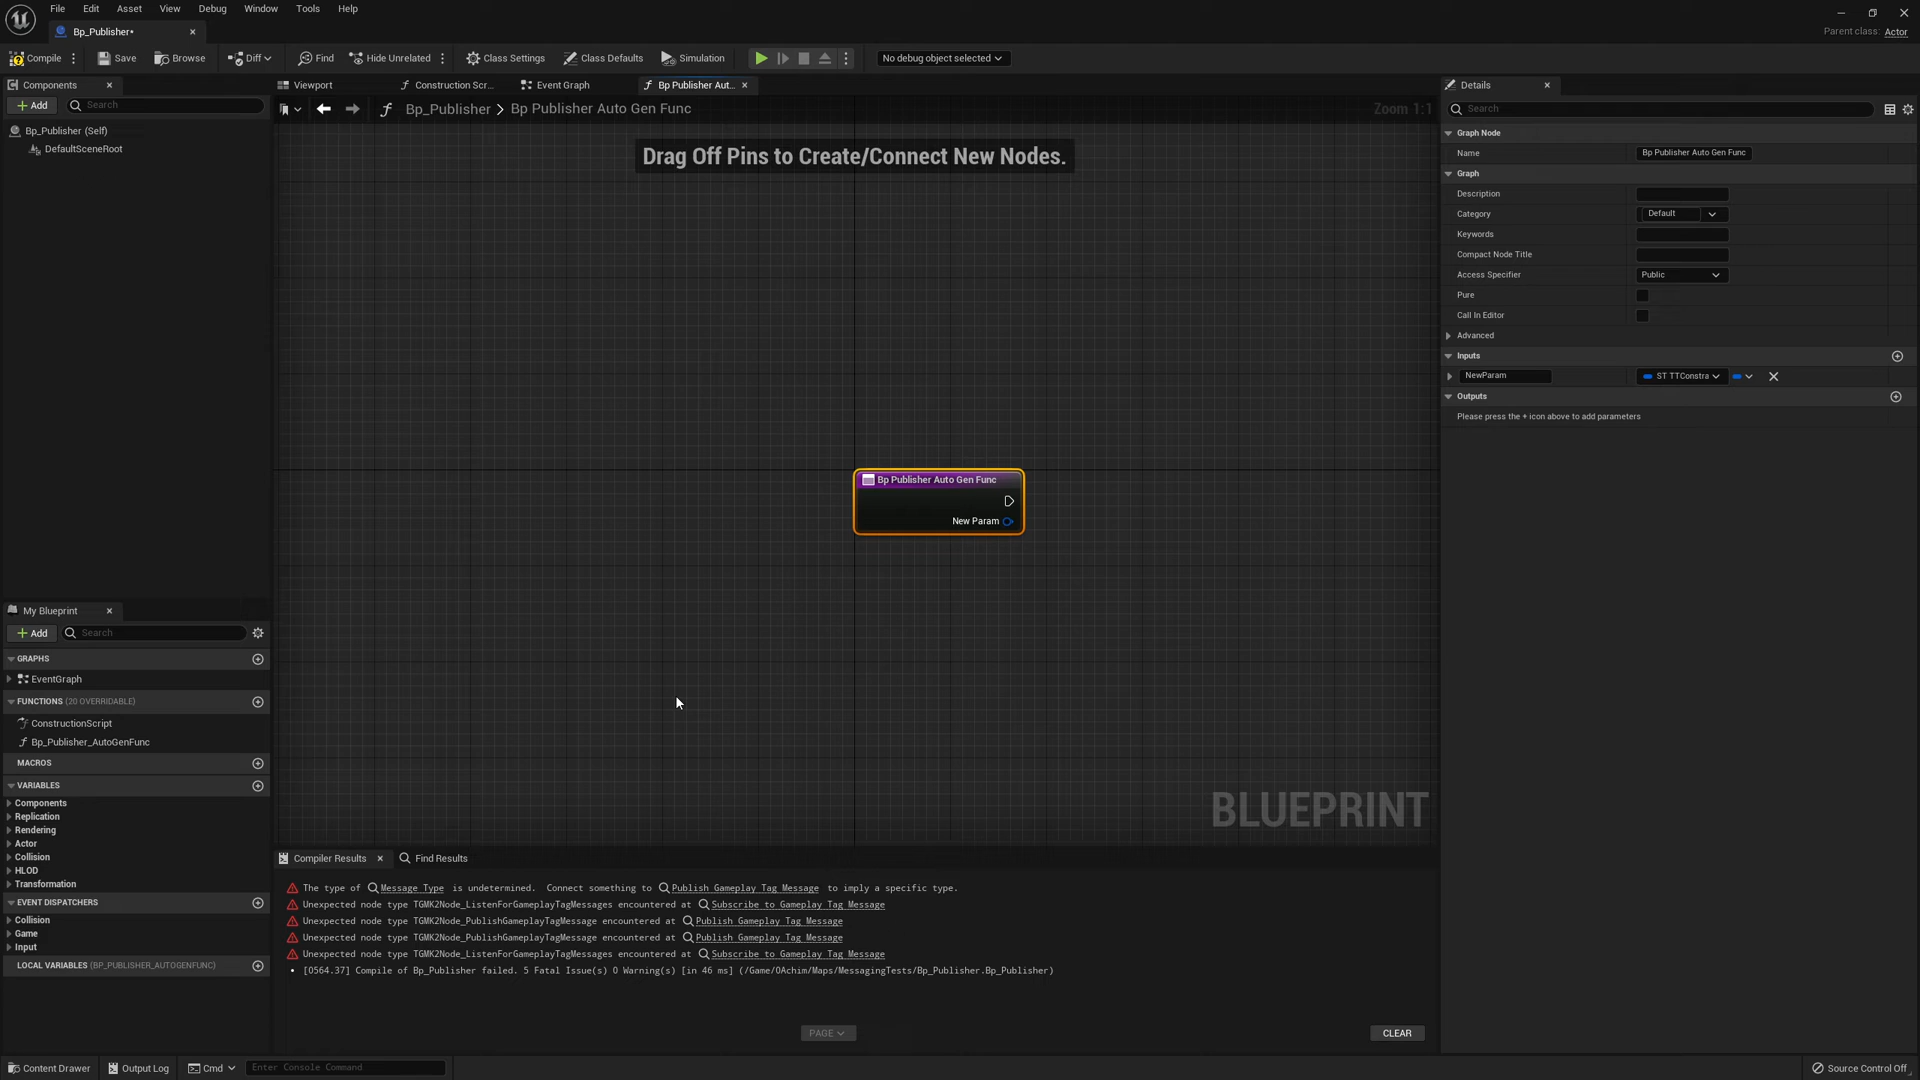 File Edit Asset View Debug Window Tools Help
Bp_Publisher*
Parent class: Actor
Compile Save Browse Diff Find Hide Unrelated Class Settings Class Defaults Simulation No debug object selected
Components
Add Search
Bp_Publisher (Self)
DefaultSceneRoot
Viewport Construction Scr... Event Graph Bp Publisher Aut...
Bp_Publisher > Bp Publisher Auto Gen Func
Zoom 1:1
Drag Off Pins to Create/Connect New Nodes.
Bp Publisher Auto Gen Func
New Param
BLUEPRINT
My Blueprint
Add Search
GRAPHS
EventGraph
FUNCTIONS (20 OVERRIDABLE)
ConstructionScript
Bp_Publisher_AutoGenFunc
MACROS
VARIABLES
Components
Replication
Rendering
Actor
Collision
HLOD
Transformation
EVENT DISPATCHERS
Collision
Game
Input
LOCAL VARIABLES (BP_PUBLISHER_AUTOGENFUNC)
Compiler Results Find Results
The type of Message Type is undetermined. Connect something to Publish Gameplay Tag Message to imply a specific type.
Unexpected node type TGMK2Node_ListenForGameplayTagMessages encountered at Subscribe to Gameplay Tag Message
Unexpected node type TGMK2Node_PublishGameplayTagMessage encountered at Publish Gameplay Tag Message
Unexpected node type TGMK2Node_PublishGameplayTagMessage encountered at Publish Gameplay Tag Message
Unexpected node type TGMK2Node_ListenForGameplayTagMessages encountered at Subscribe to Gameplay Tag Message
[0564.37] Compile of Bp_Publisher failed. 5 Fatal Issue(s) 0 Warning(s) [in 46 ms] (/Game/0Achim/Maps/MessagingTests/Bp_Publisher.Bp_Publisher)
PAGE
CLEAR
Details
Search
Graph Node
Name Bp Publisher Auto Gen Func
Graph
Description
Category Default
Keywords
Compact Node Title
Access Specifier Public
Pure
Call In Editor
Advanced
Inputs
NewParam ST TTConstra
Outputs
Please press the + icon above to add parameters
Content Drawer Output Log Cmd Enter Console Command Source Control Off